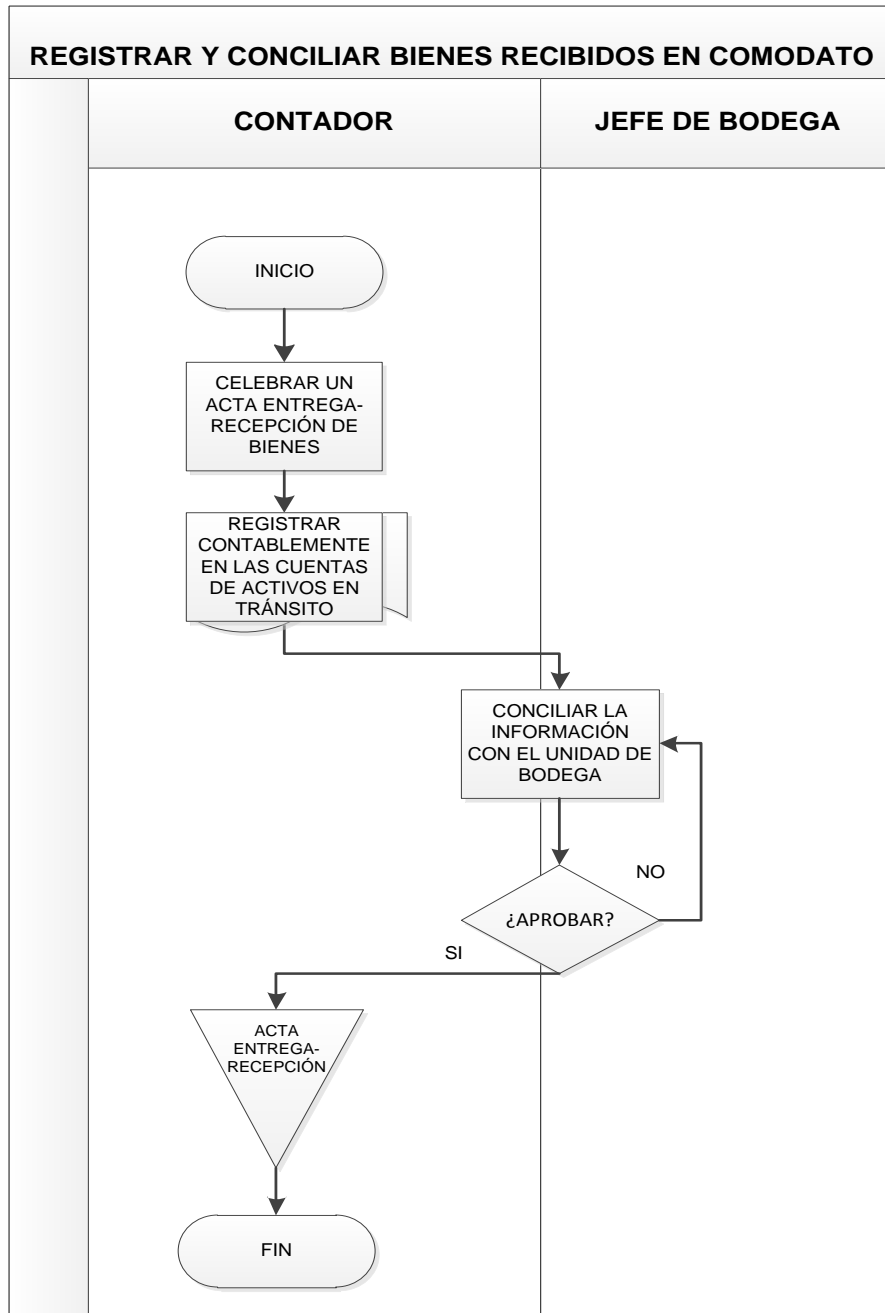 REGISTRAR Y CONCILIAR BIENES RECIBIDOS EN COMODATO
CONTADOR
JEFE DE BODEGA
INICIO
CELEBRAR UN
ACTA ENTREGA-
RECEPCIÓN DE
BIENES
REGISTRAR
CONTABLEMENTE
EN LAS CUENTAS
DE ACTIVOS EN
TRÁNSITO
CONCILIAR LA
INFORMACIÓN
CON EL UNIDAD DE
BODEGA
NO
¿APROBAR?
SI
ACTA
ENTREGA-
RECEPCIÓN
FIN